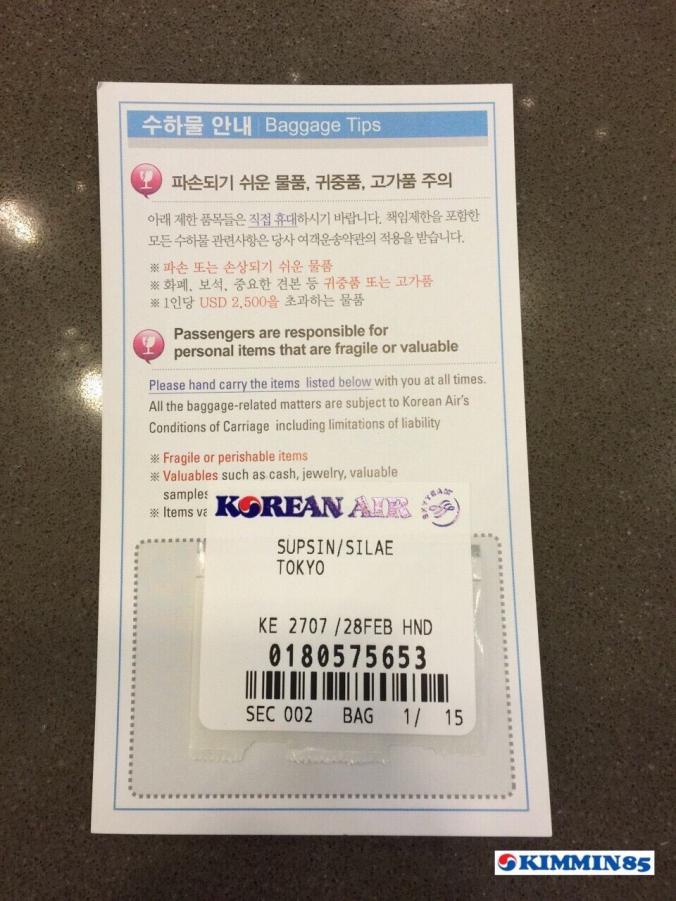 수하물 안내 | Baggage Tips
파손되기 쉬운 물품, 귀중품, 고가품 주의
아래 제한 품목들은 직접 휴대하시기 바랍니다. 책임제한을 포함한
모든 수하물 관련사항은 당사 여객운송약관의 적용을 받습니다.
※ 파손 또는 손상되기 쉬운 물품
※ 화폐, 보석, 중요한 견본 등 귀중품 또는 고가품
※ 1인당 USD 2,500을 초과하는 물품
Passengers are responsible for
personal items that are fragile or valuable
Please hand carry the items listed below with you at all times.
All the baggage-related matters are subject to Korean Air's
Conditions of Carriage including limitations of liability
※ Fragile or perishable items
※ Valuables such as cash, jewelry, valuable
samples
※ Items va
KOREAN AIR SKYTEAM
SUPSIN/SILAE
TOKYO
KE 2707 /28FEB HND
0180575653
SEC 002 BAG 1/ 15
KIMMIN85